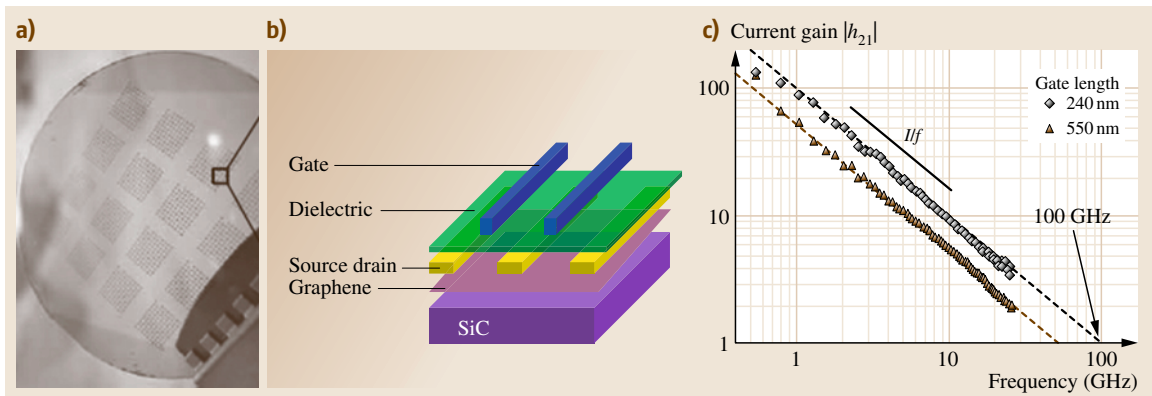 a)
b)
Gate
Dielectric
Source drain
Graphene
SiC
c) Current gain |h21|
100
10
1
Gate length
240 nm
550 nm
l/f
100 GHz
1
10
100
Frequency (GHz)